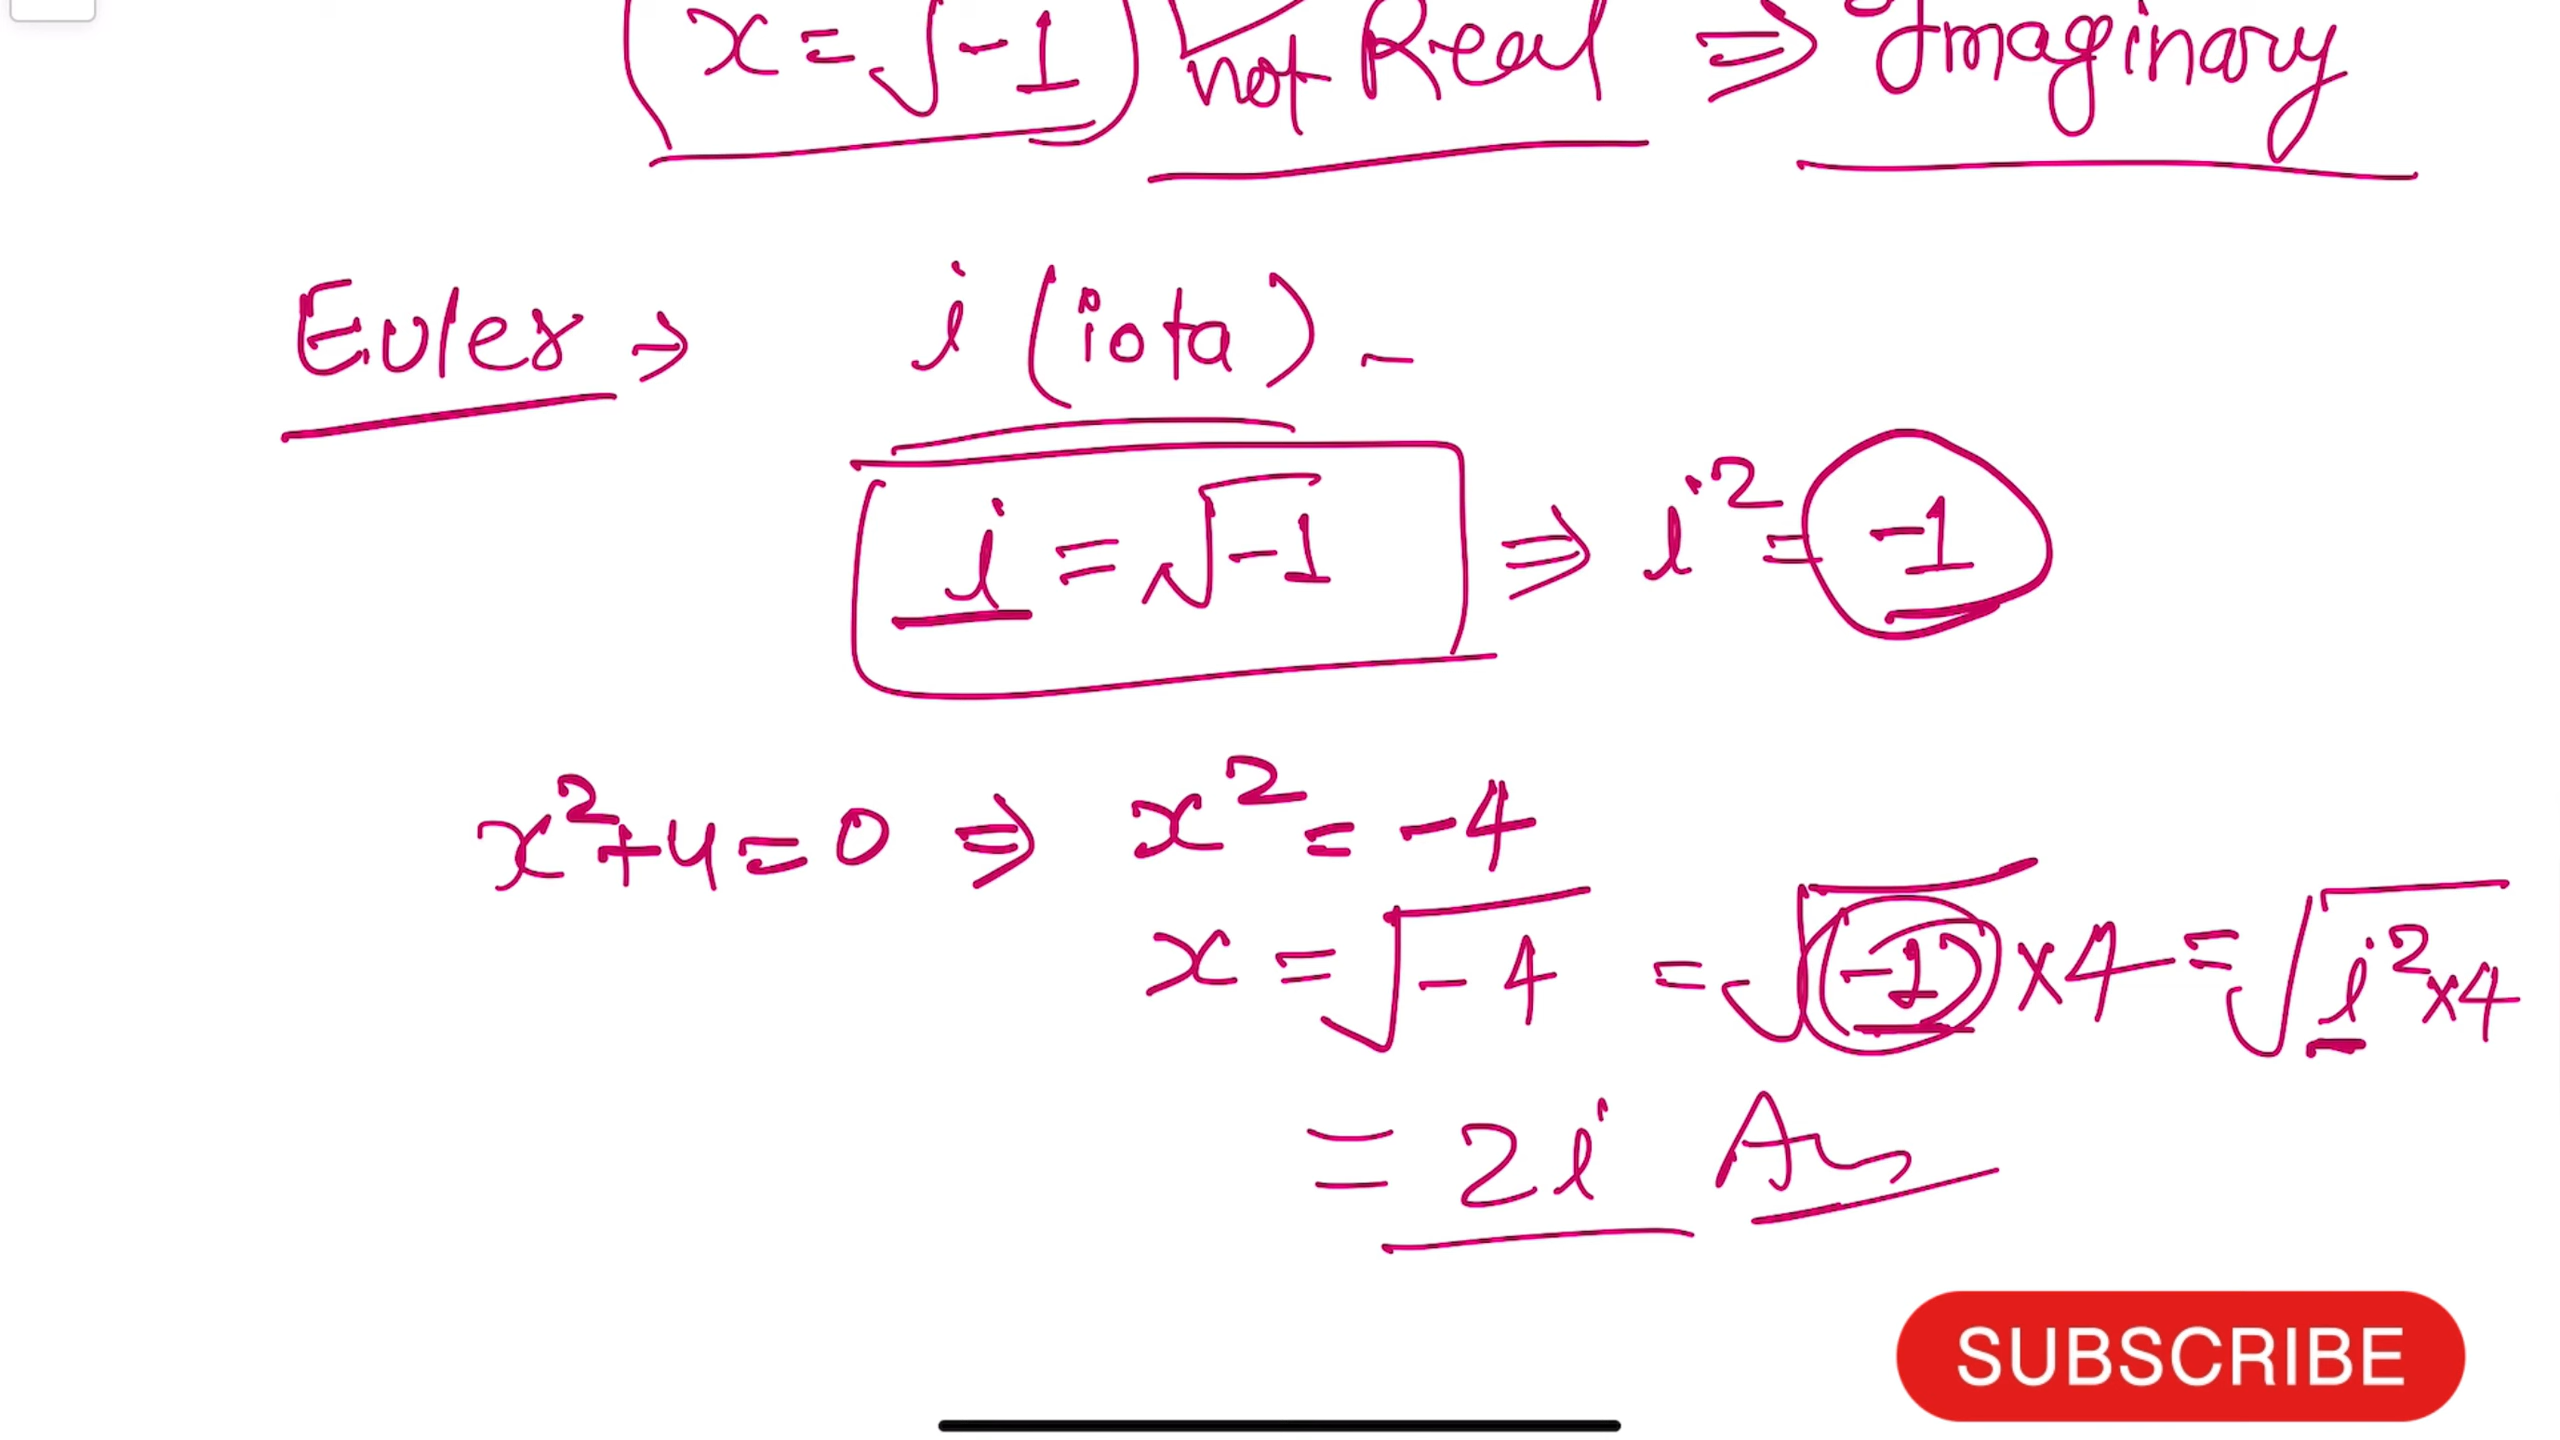 x = √-1 not Real ⇒ Imaginary
Euler → i (iota) -
i = √-1 ⇒ i² = -1
x²+4=0 ⇒ x² = -4
x = √-4 = √(-1)×4 = √i²×4
= 2i Ans
SUBSCRIBE